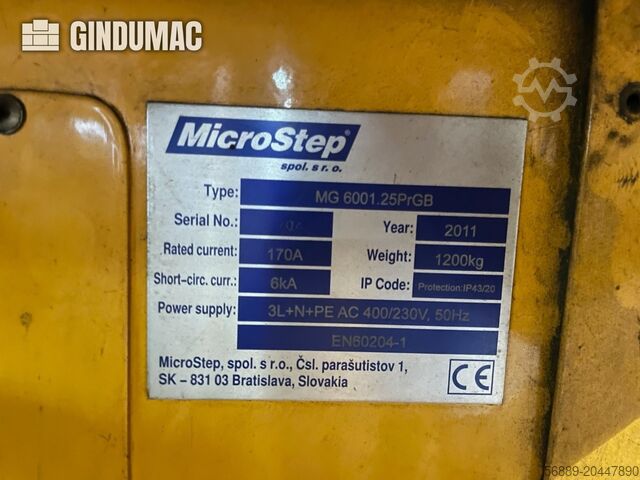 GINDUMAC
MicroStep®
spol. s r. o.
Type: MG 6001.25PrGB
Serial No.: Year: 2011
Rated current: 170A Weight: 1200kg
Short-circ. curr.: 6kA IP Code: Protection:IP43/20
Power supply: 3L+N+PE AC 400/230V, 50Hz
EN60204-1
MicroStep, spol. s r.o., Čsl. parašutistov 1,
SK – 831 03 Bratislava, Slovakia
CE
56889-20447890